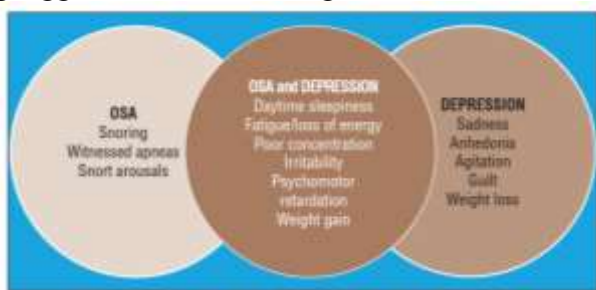 OSA
Snoring
Witnessed apneas
Snort arousals
OSA and DEPRESSION
Daytime sleepiness
Fatigue/loss of energy
Poor concentration
Irritability
Psychomotor
retardation
Weight gain
DEPRESSION
Sadness
Anhedonia
Agitation
Guilt
Weight loss